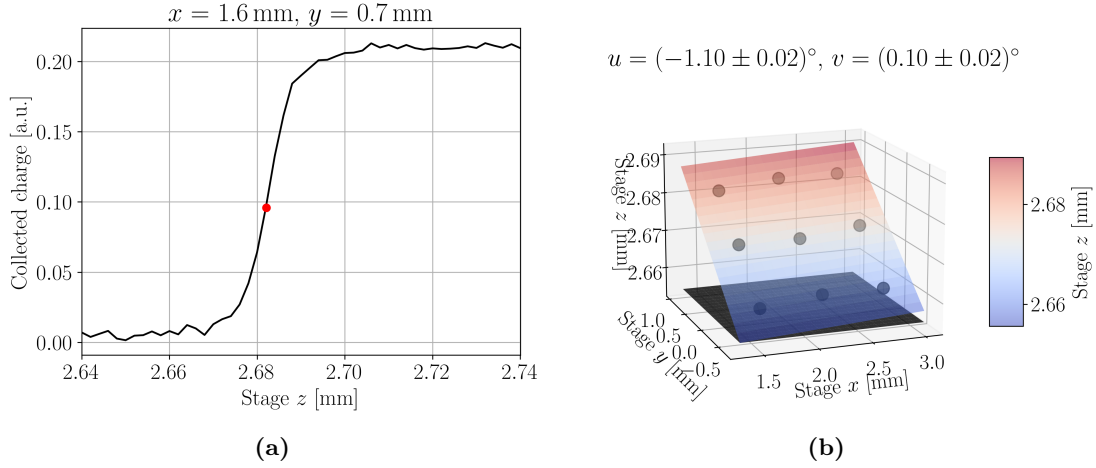 x = 1.6 mm, y = 0.7 mm
0.20
0.15
0.10
0.05
0.00
Collected charge [a.u.]
2.64 2.66 2.68 2.70 2.72 2.74
Stage z [mm]
(a)
u = (−1.10 ± 0.02)°, v = (0.10 ± 0.02)°
2.69
2.68
2.67
2.66
Stage z [mm]
1.0
0.5
0.0
−0.5
Stage y [mm]
1.5 2.0 2.5 3.0
Stage x [mm]
2.68
2.66
Stage z [mm]
(b)